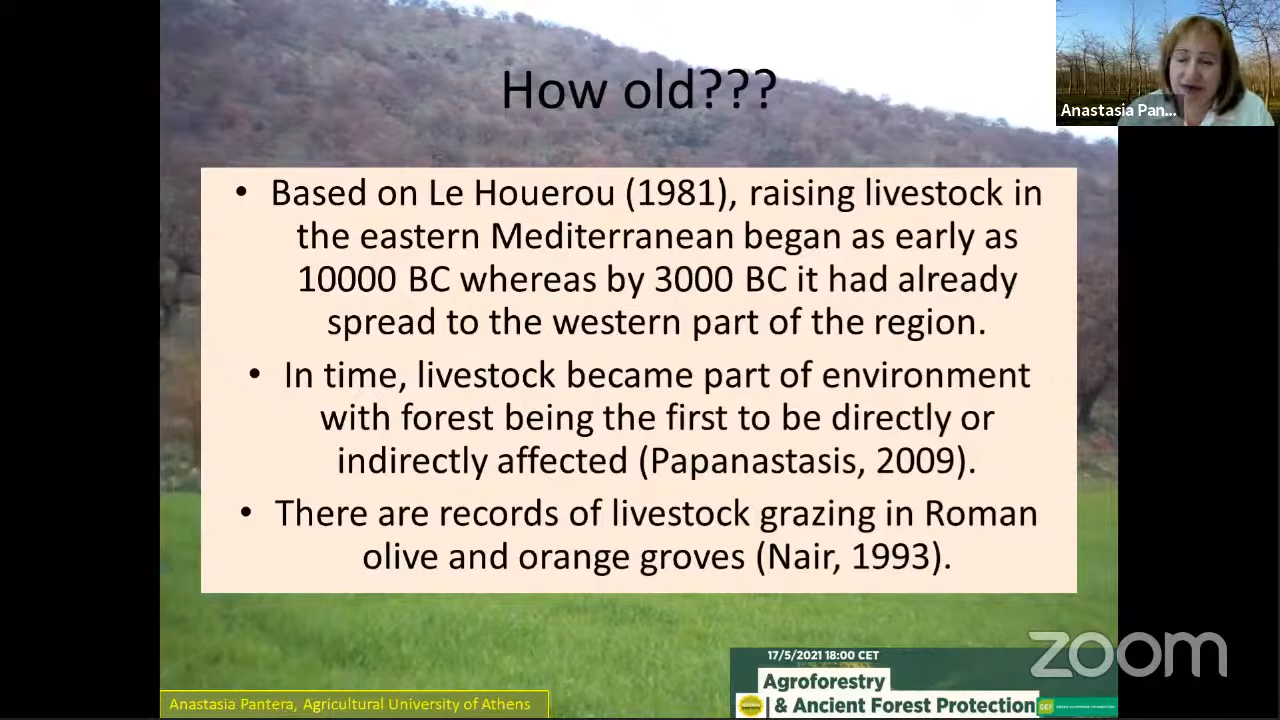 How old???
Anastasia Pan...
• Based on Le Houerou (1981), raising livestock in
the eastern Mediterranean began as early as
10000 BC whereas by 3000 BC it had already
spread to the western part of the region.
• In time, livestock became part of environment
with forest being the first to be directly or
indirectly affected (Papanastasis, 2009).
• There are records of livestock grazing in Roman
olive and orange groves (Nair, 1993).
zoom
17/5/2021 18:00 CET
Agroforestry
& Ancient Forest Protection
GEF
Anastasia Pantera, Agricultural University of Athens